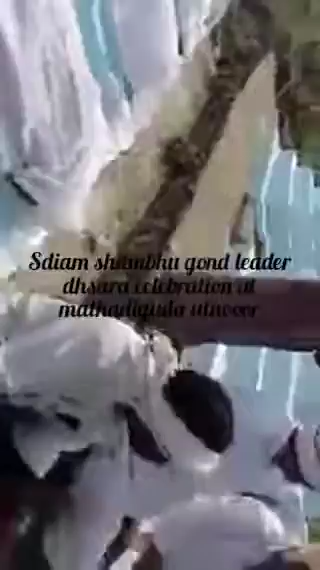 Sdiam shambhu gond leader
dhsara celebration at
mathadiguda utnoor